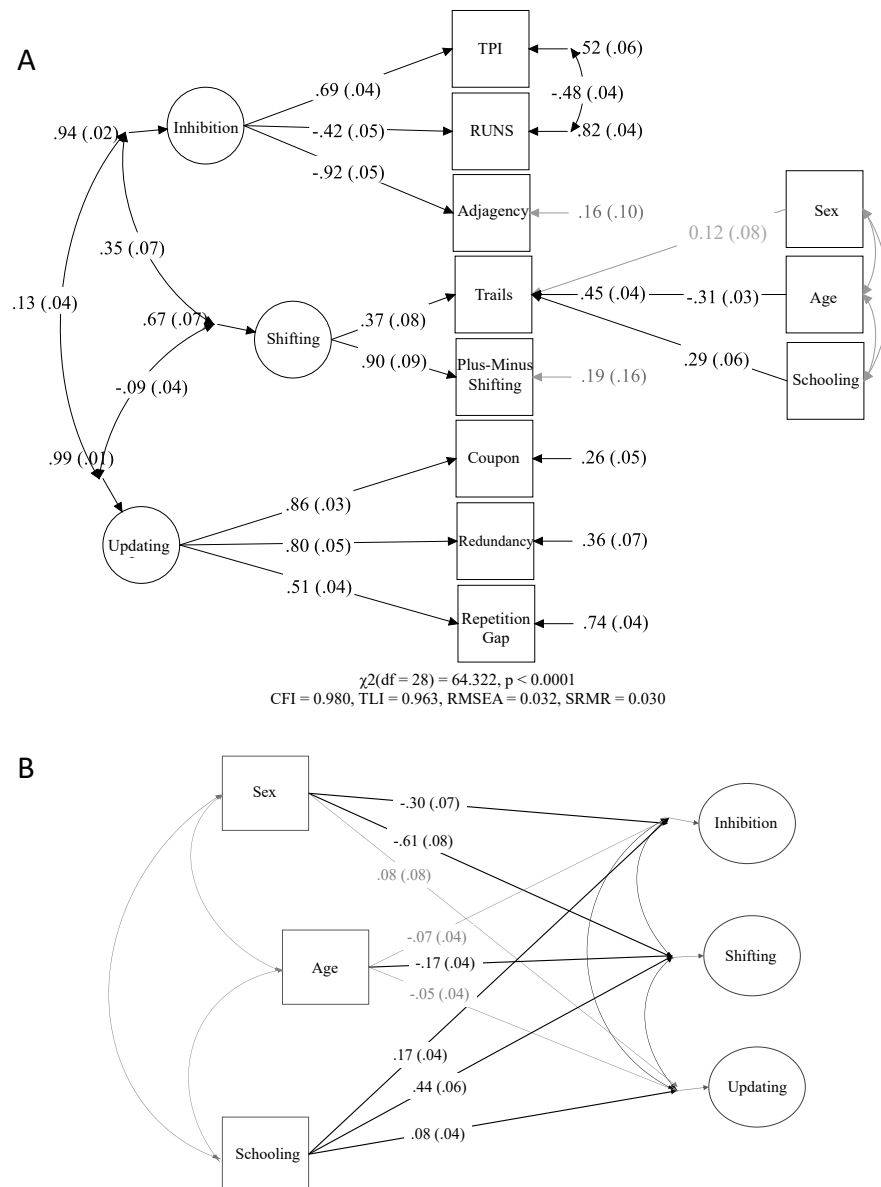 A
TPI
.52 (.06)
.69 (.04)
-.48 (.04)
.94 (.02)
Inhibition
-.42 (.05)
RUNS
.82 (.04)
-.92 (.05)
Adjagency
.16 (.10)
Sex
0.12 (.08)
.35 (.07)
.13 (.04)
Trails
.45 (.04)
-.31 (.03)
Age
.67 (.07)
.37 (.08)
Shifting
.90 (.09)
Plus-Minus
Shifting
.19 (.16)
.29 (.06)
Schooling
-.09 (.04)
.99 (.01)
Coupon
.26 (.05)
.86 (.03)
Updating
.80 (.05)
Redundancy
.36 (.07)
.51 (.04)
Repetition
Gap
.74 (.04)
χ2(df = 28) = 64.322, p < 0.0001
CFI = 0.980, TLI = 0.963, RMSEA = 0.032, SRMR = 0.030
B
Sex
-.30 (.07)
Inhibition
-.61 (.08)
.08 (.08)
-.07 (.04)
Age
-.17 (.04)
Shifting
-.05 (.04)
.17 (.04)
.44 (.06)
Updating
.08 (.04)
Schooling